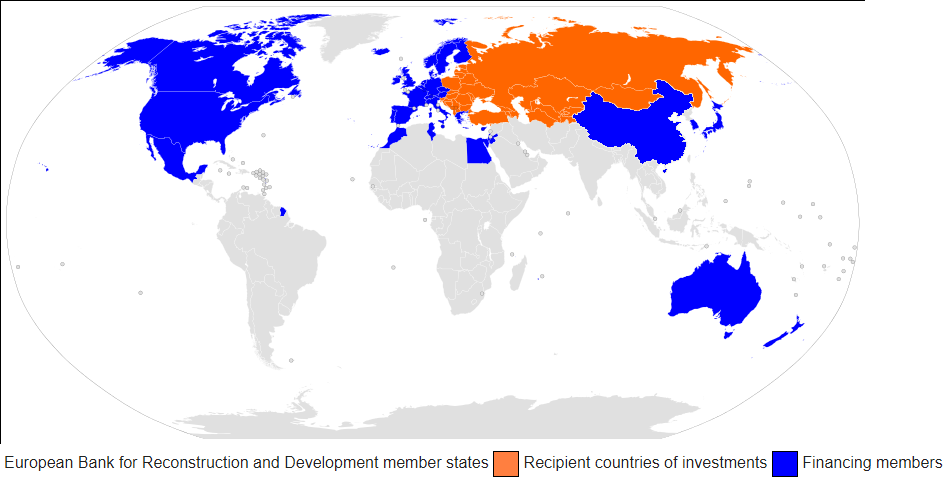 European Bank for Reconstruction and Development member states Recipient countries of investments Financing members